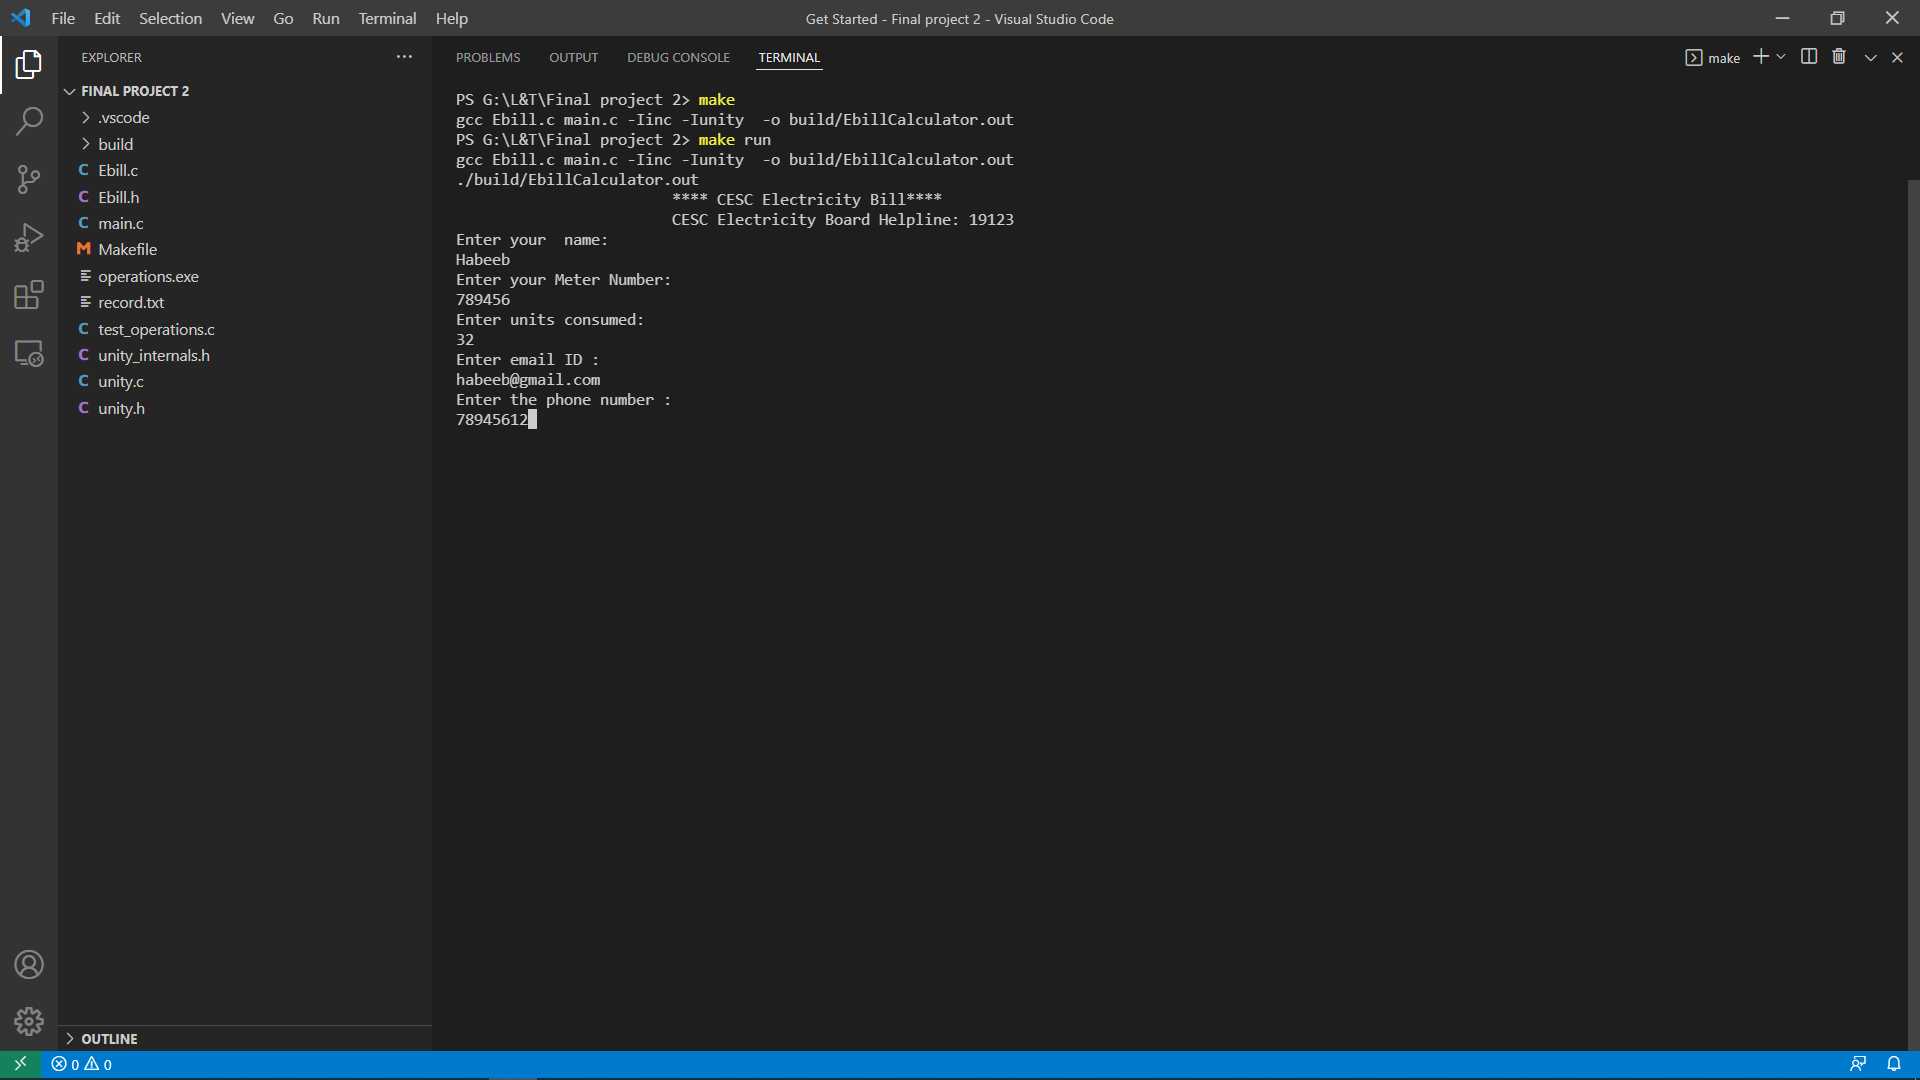 File Edit Selection View Go Run Terminal Help
Get Started - Final project 2 - Visual Studio Code
EXPLORER
FINAL PROJECT 2
.vscode
build
C Ebill.c
C Ebill.h
C main.c
M Makefile
operations.exe
record.txt
C test_operations.c
C unity_internals.h
C unity.c
C unity.h
OUTLINE
PROBLEMS OUTPUT DEBUG CONSOLE TERMINAL
make
PS G:\L&T\Final project 2> make
gcc Ebill.c main.c -Iinc -Iunity  -o build/EbillCalculator.out
PS G:\L&T\Final project 2> make run
gcc Ebill.c main.c -Iinc -Iunity  -o build/EbillCalculator.out
./build/EbillCalculator.out
**** CESC Electricity Bill****
CESC Electricity Board Helpline: 19123
Enter your  name:
Habeeb
Enter your Meter Number:
789456
Enter units consumed:
32
Enter email ID :
habeeb@gmail.com
Enter the phone number :
78945612
0 0